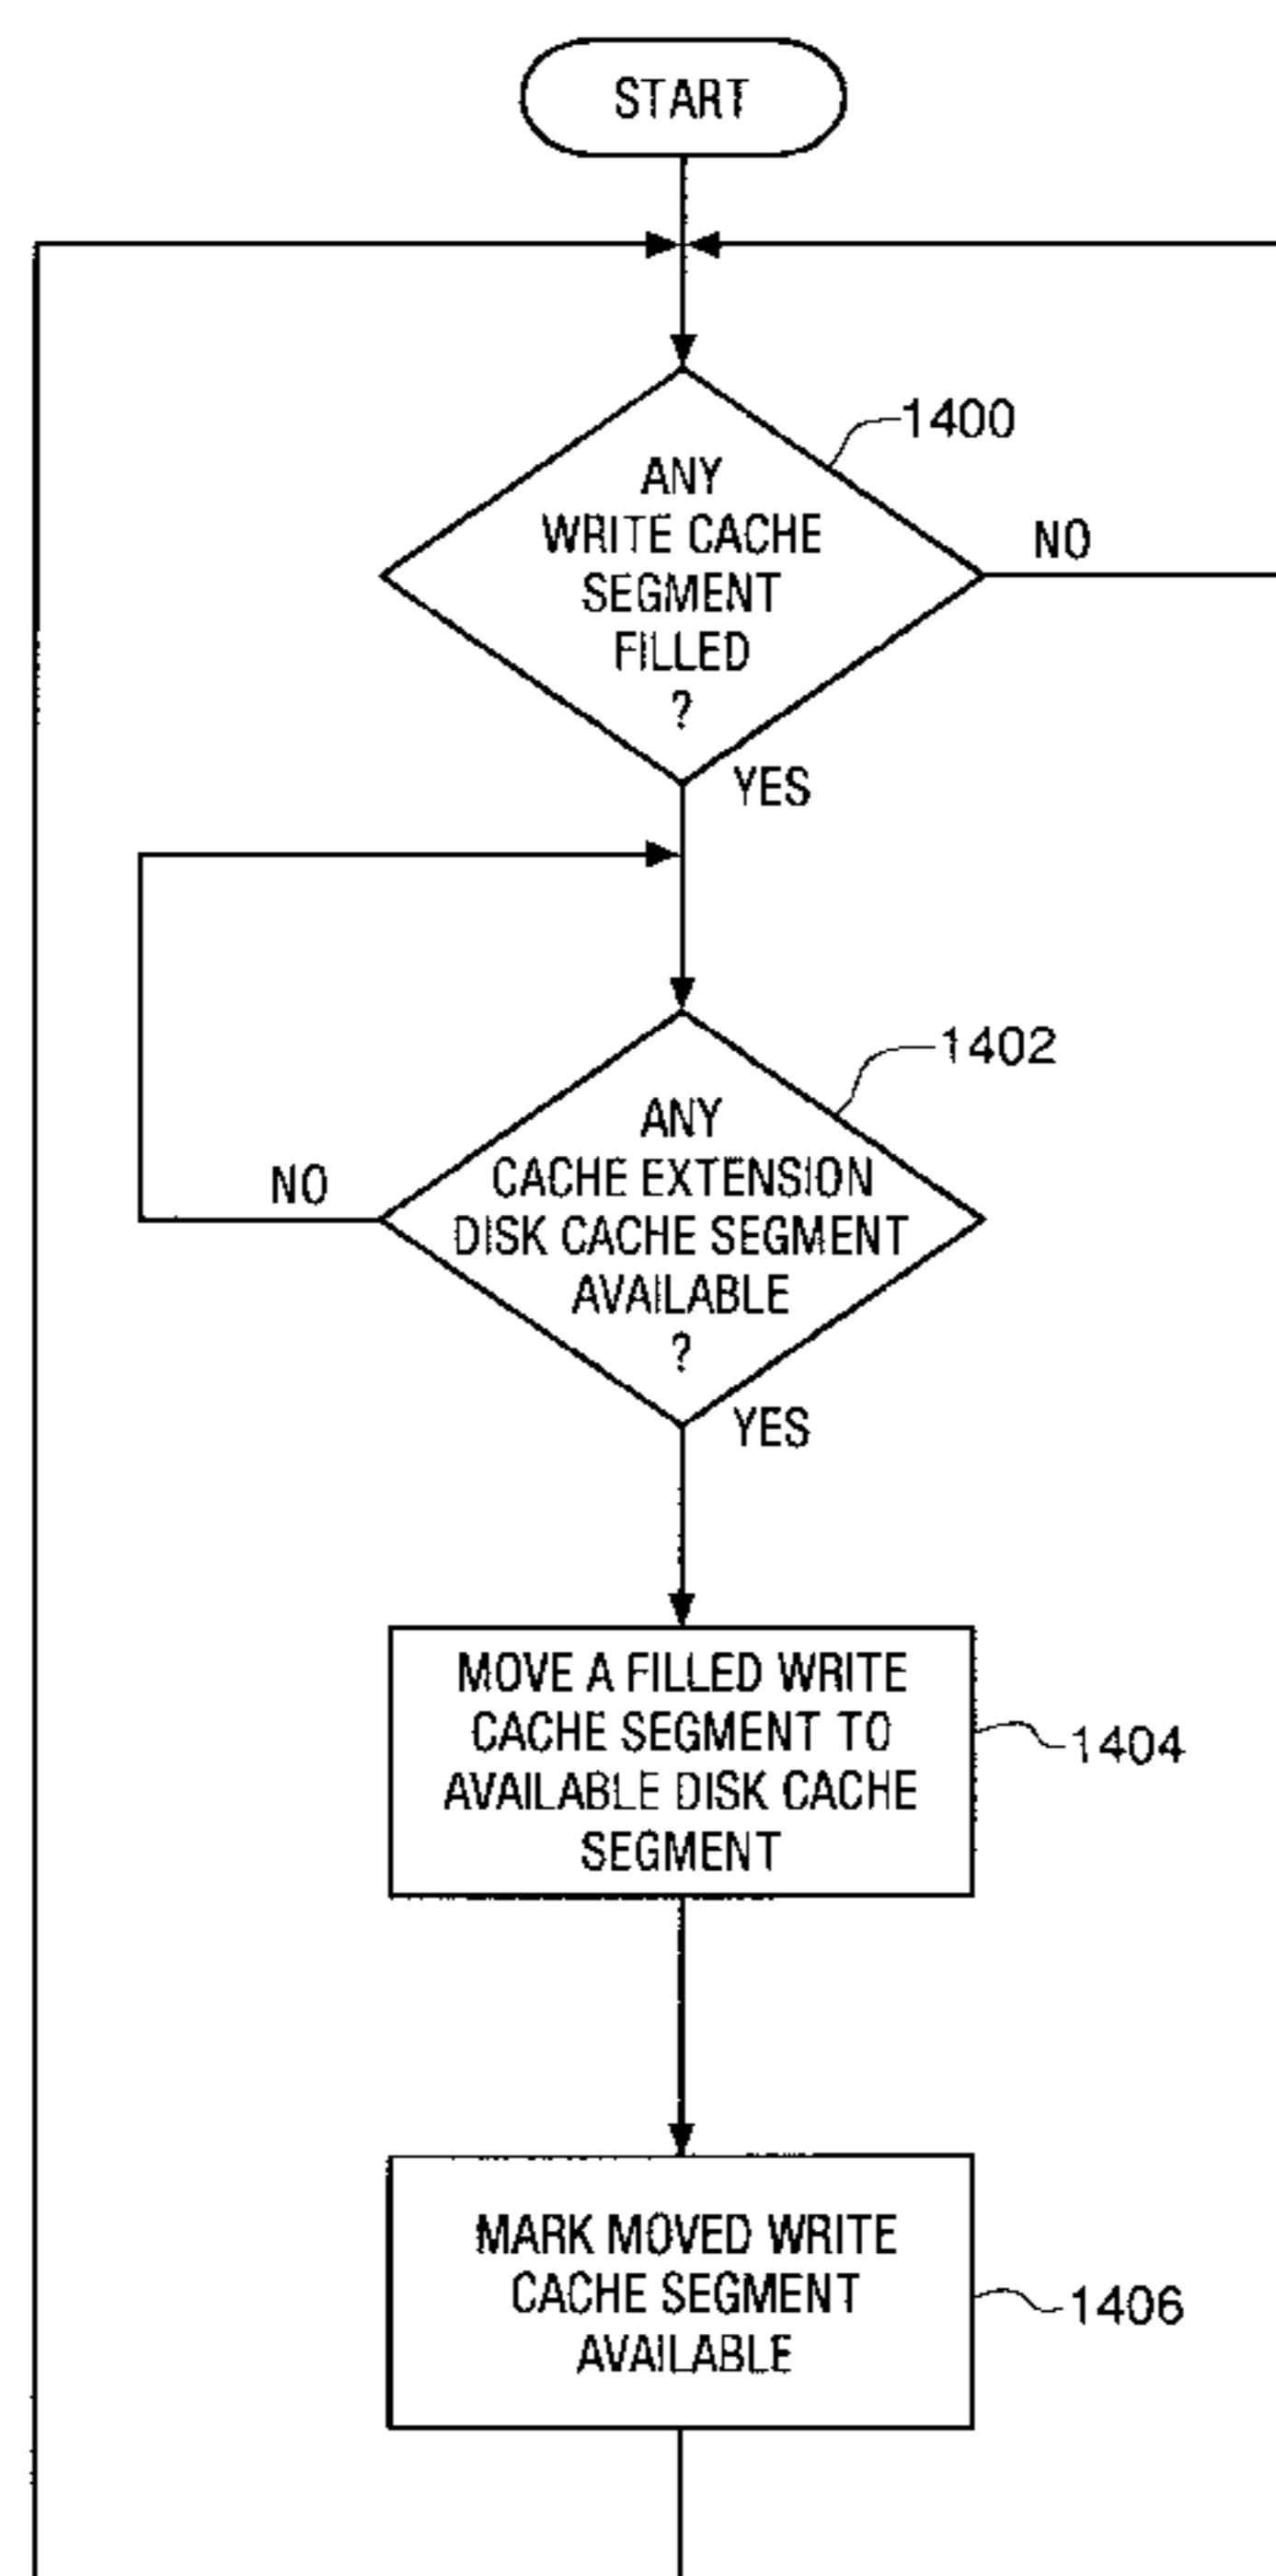 START
1400
ANY
WRITE CACHE
SEGMENT
FILLED
?
NO
YES
1402
ANY
CACHE EXTENSION
DISK CACHE SEGMENT
AVAILABLE
?
NO
YES
MOVE A FILLED WRITE
CACHE SEGMENT TO
AVAILABLE DISK CACHE
SEGMENT
1404
MARK MOVED WRITE
CACHE SEGMENT
AVAILABLE
1406